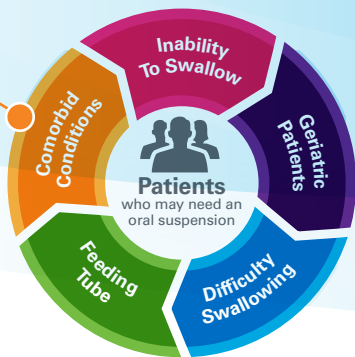 Inability
To Swallow
Geriatric
Patients
Difficulty
Swallowing
Feeding
Tube
Comorbid
Conditions
Patients
who may need an
oral suspension